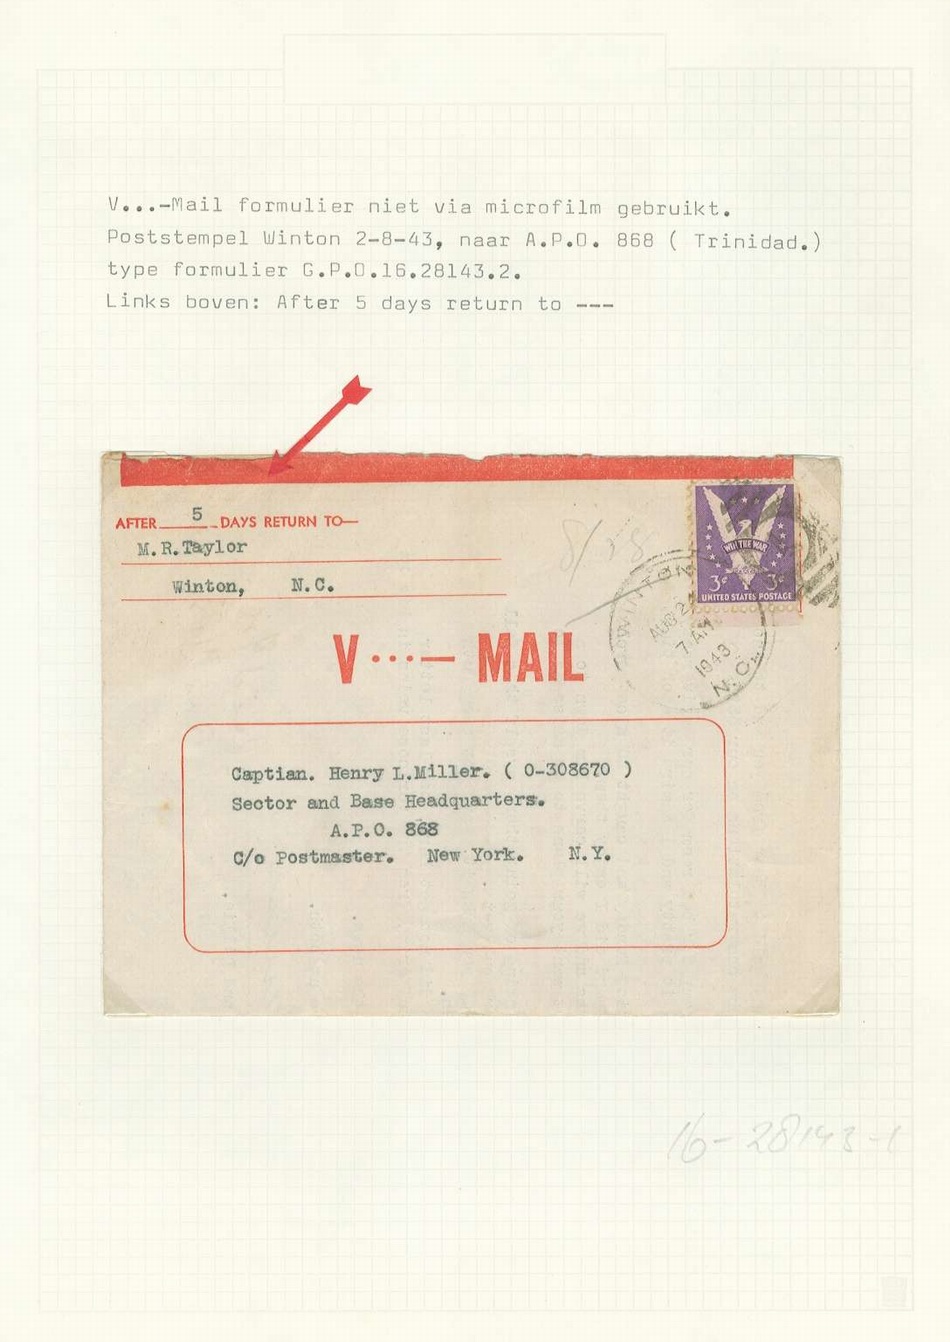 V...-Mail formulier niet via microfilm gebruikt.
Poststempel Winton 2-8-43, naar A.P.O. 868 ( Trinidad.)
type formulier G.P.O.16.28143.2.
Links boven: After 5 days return to ---
AFTER 5 DAYS RETURN TO—
M.R.Taylor
Winton, N.C.
WIN THE WAR
3¢ 3¢
UNITED STATES POSTAGE
WINTON
AUG 2
7 AM
1943
N.C.
V ...— MAIL
Captian. Henry L.Miller. ( O-308670 )
Sector and Base Headquarters.
A.P.O. 868
C/o Postmaster. New York. N.Y.
16-28143-1